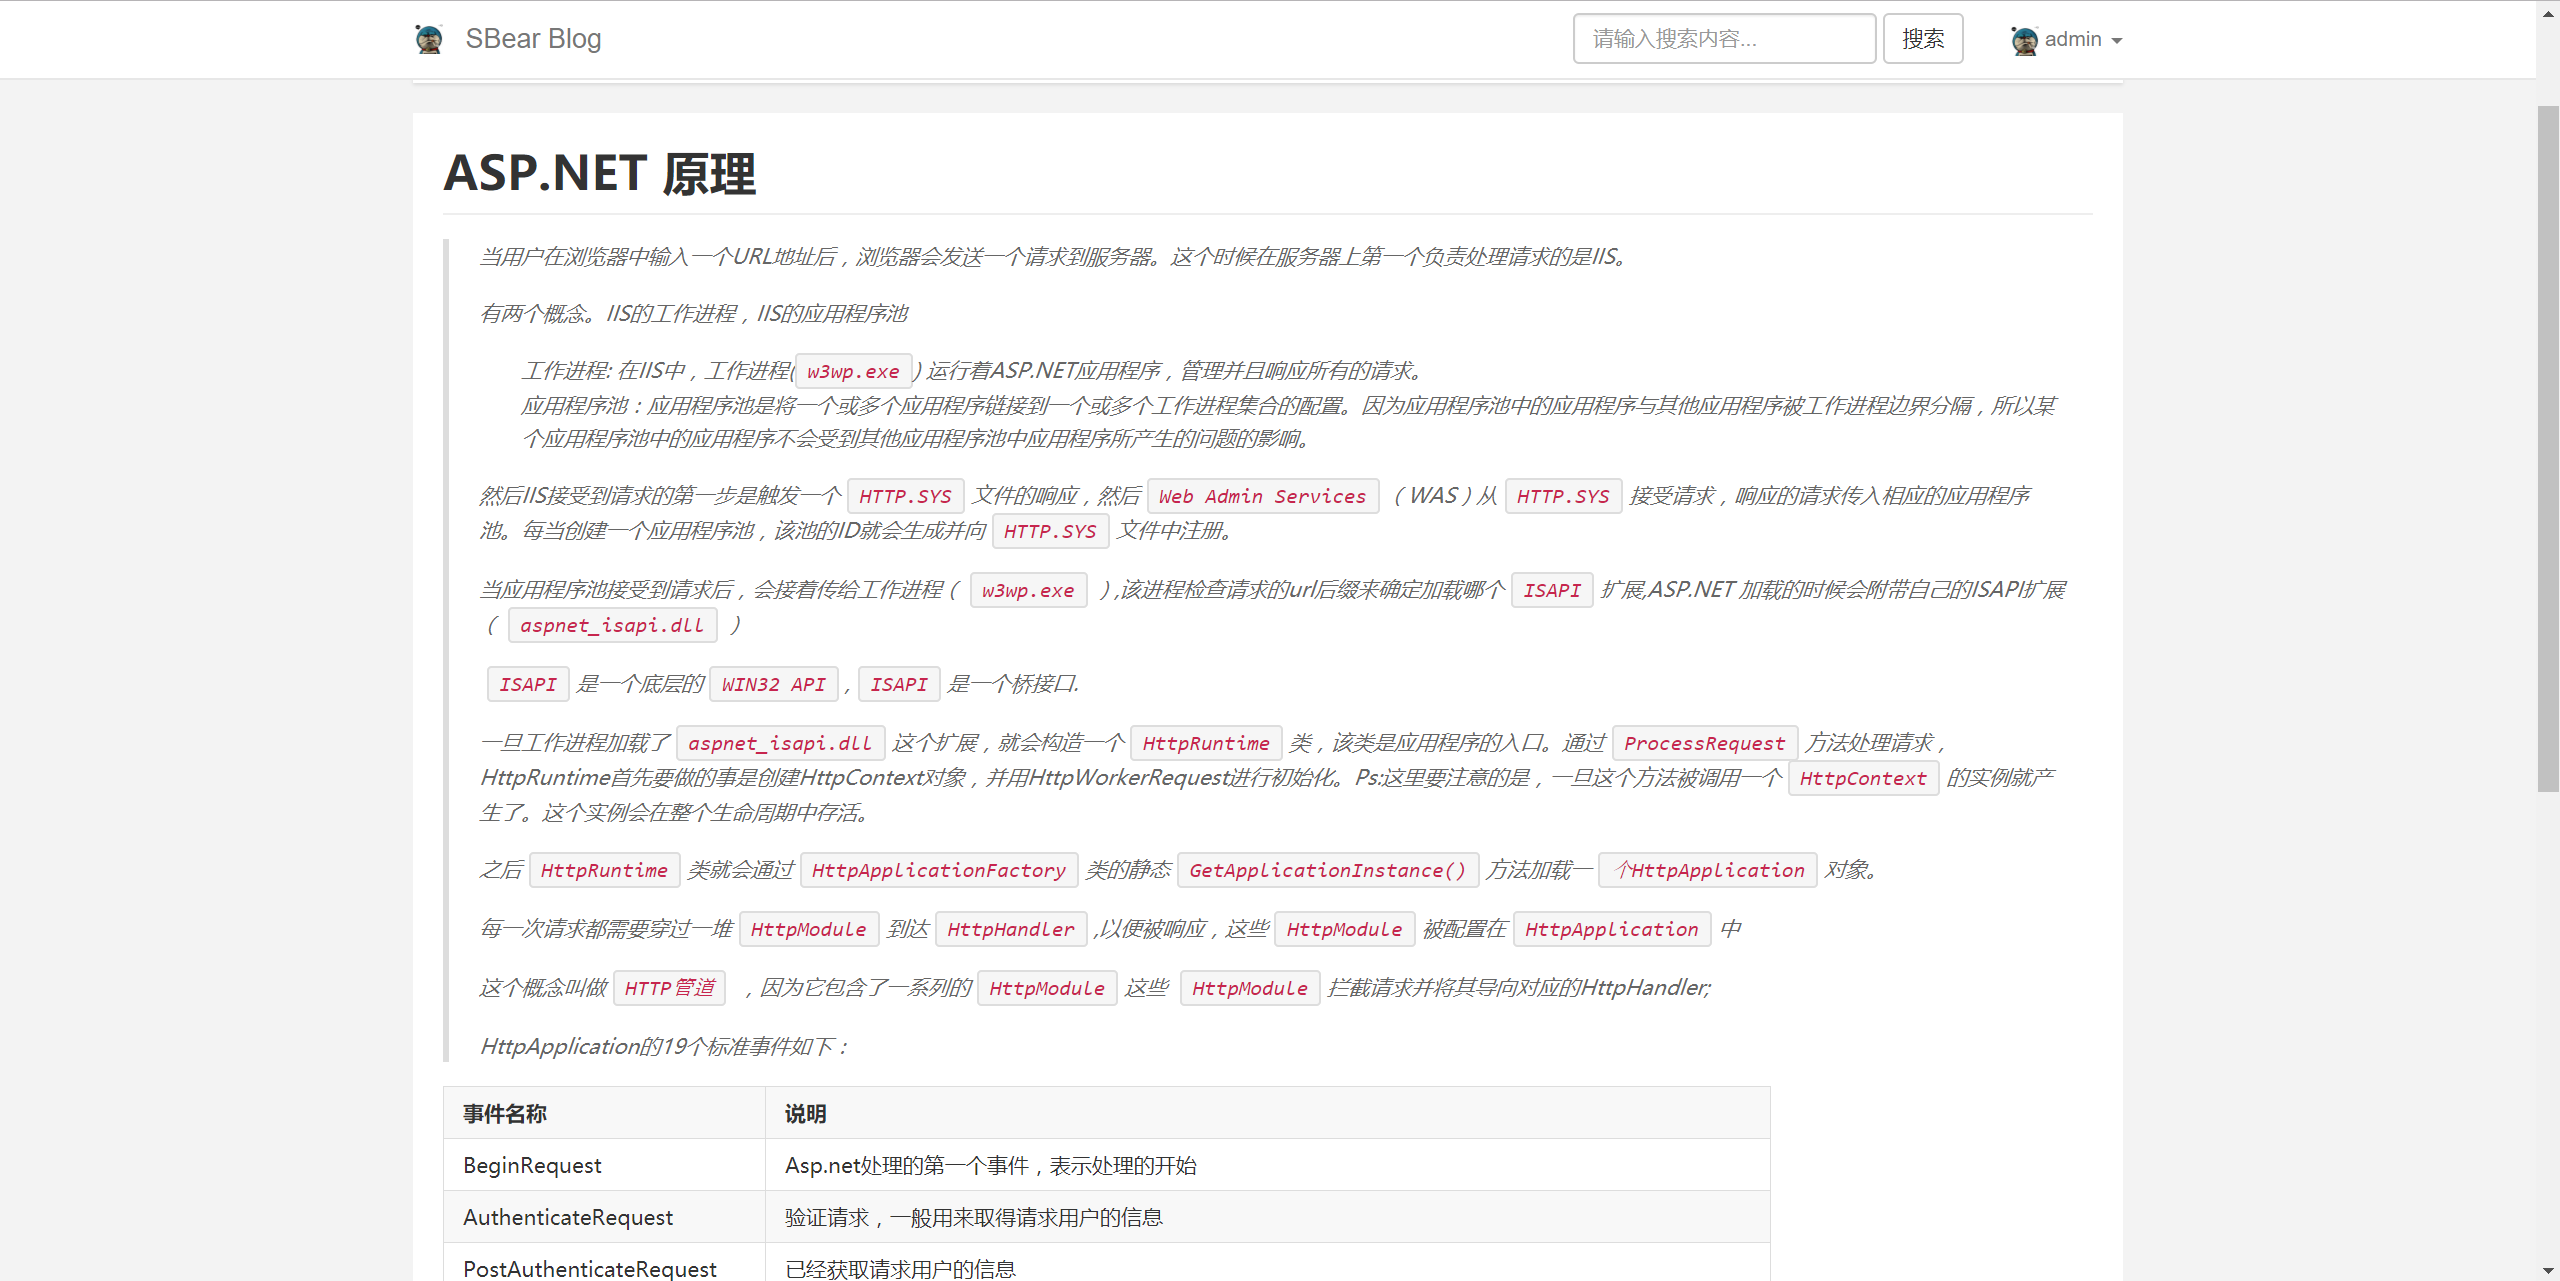 SBear Blog
请输入搜索内容...
搜索
admin
ASP.NET 原理
当用户在浏览器中输入一个URL地址后，浏览器会发送一个请求到服务器。这个时候在服务器上第一个负责处理请求的是IIS。
有两个概念。IIS的工作进程，IIS的应用程序池
工作进程: 在IIS中，工作进程( w3wp.exe ) 运行着ASP.NET应用程序，管理并且响应所有的请求。
应用程序池：应用程序池是将一个或多个应用程序链接到一个或多个工作进程集合的配置。因为应用程序池中的应用程序与其他应用程序被工作进程边界分隔，所以某
个应用程序池中的应用程序不会受到其他应用程序池中应用程序所产生的问题的影响。
然后IIS接受到请求的第一步是触发一个 HTTP.SYS 文件的响应，然后 Web Admin Services （WAS）从 HTTP.SYS 接受请求，响应的请求传入相应的应用程序
池。每当创建一个应用程序池，该池的ID就会生成并向 HTTP.SYS 文件中注册。
当应用程序池接受到请求后，会接着传给工作进程（ w3wp.exe ）,该进程检查请求的url后缀来确定加载哪个 ISAPI 扩展,ASP.NET 加载的时候会附带自己的ISAPI扩展
（ aspnet_isapi.dll ）
ISAPI 是一个底层的 WIN32 API , ISAPI 是一个桥接口.
一旦工作进程加载了 aspnet_isapi.dll 这个扩展，就会构造一个 HttpRuntime 类，该类是应用程序的入口。通过 ProcessRequest 方法处理请求，
HttpRuntime首先要做的事是创建HttpContext对象，并用HttpWorkerRequest进行初始化。Ps:这里要注意的是，一旦这个方法被调用一个 HttpContext 的实例就产
生了。这个实例会在整个生命周期中存活。
之后 HttpRuntime 类就会通过 HttpApplicationFactory 类的静态 GetApplicationInstance() 方法加载一 个HttpApplication 对象。
每一次请求都需要穿过一堆 HttpModule 到达 HttpHandler ,以便被响应，这些 HttpModule 被配置在 HttpApplication 中
这个概念叫做 HTTP管道 ，因为它包含了一系列的 HttpModule 这些 HttpModule 拦截请求并将其导向对应的HttpHandler;
HttpApplication的19个标准事件如下：
事件名称 说明
BeginRequest Asp.net处理的第一个事件，表示处理的开始
AuthenticateRequest 验证请求，一般用来取得请求用户的信息
PostAuthenticateRequest 已经获取请求用户的信息